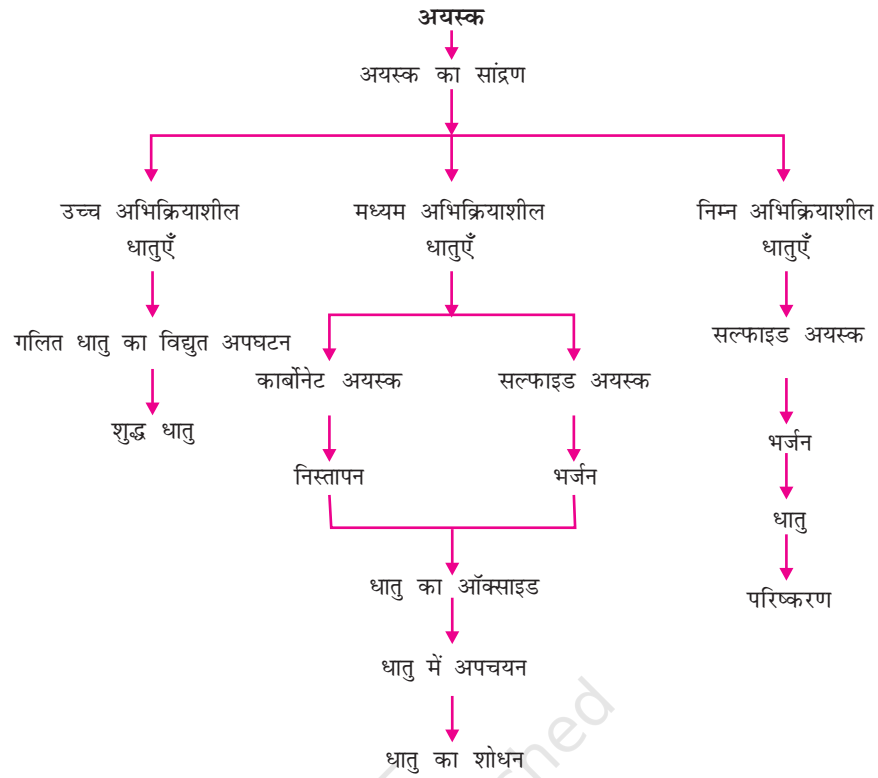 अयस्क
अयस्क का सांद्रण
उच्च अभिक्रियाशील
धातुएँ
मध्यम अभिक्रियाशील
धातुएँ
निम्न अभिक्रियाशील
धातुएँ
गलित धातु का विद्युत अपघटन
शुद्ध धातु
कार्बोनेट अयस्क
सल्फाइड अयस्क
निस्तापन
भर्जन
धातु का ऑक्साइड
धातु में अपचयन
धातु का शोधन
सल्फाइड अयस्क
भर्जन
धातु
परिष्करण